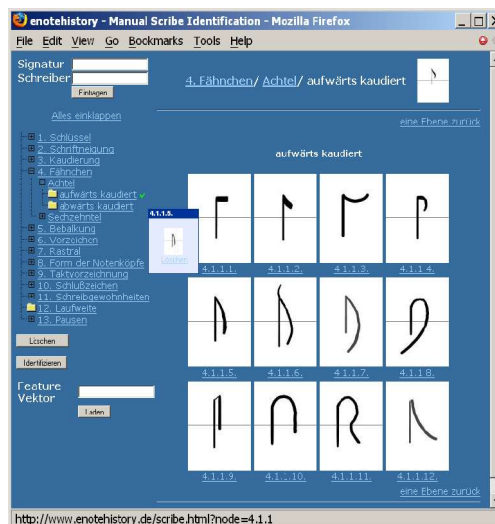 enotehistory - Manual Scribe Identification - Mozilla Firefox
File Edit View Go Bookmarks Tools Help
Signatur
Schreiber
Eintragen
4. Fähnchen/ Achtel/ aufwärts kaudiert
Alles einklappen
eine Ebene zurück
1. Schlüssel
2. Schriftneigung
3. Kaudierung
4. Fähnchen
Achtel
aufwärts kaudiert
abwärts kaudiert
Sechzehntel
5. Bebalkung
6. Vorzeichen
7. Rastral
8. Form der Notenköpfe
9. Taktvorzeichnung
10. Schlußzeichen
11. Schreibgewohnheiten
12. Laufweite
13. Pausen
Löschen
Identifizieren
Feature
Vektor
Laden
4.1.1.5.
Löschen
aufwärts kaudiert
4.1.1.1. 4.1.1.2. 4.1.1.3. 4.1.1.4.
4.1.1.5. 4.1.1.6. 4.1.1.7. 4.1.1.8.
4.1.1.9. 4.1.1.10. 4.1.1.11. 4.1.1.12.
eine Ebene zurück
http://www.enotehistory.de/scribe.html?node=4.1.1